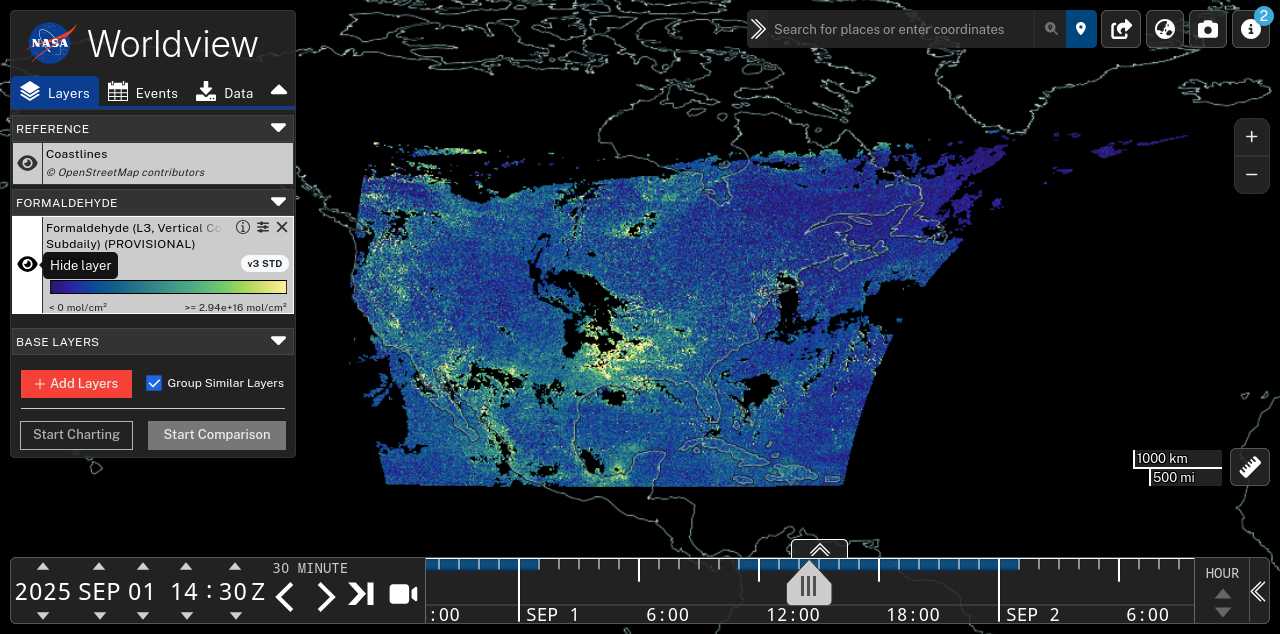 NASA Worldview
Layers Events Data
REFERENCE
Coastlines
© OpenStreetMap contributors
FORMALDEHYDE
Formaldehyde (L3, Vertical Co
Subdaily) (PROVISIONAL)
Hide layer
v3 STD
< 0 mol/cm² >= 2.94e+16 mol/cm²
BASE LAYERS
+ Add Layers Group Similar Layers
Start Charting Start Comparison
Search for places or enter coordinates
2
+
−
1000 km
500 mi
2025 SEP 01 14 : 30 Z
30 MINUTE
:00 SEP 1 6:00 12:00 18:00 SEP 2 6:00
HOUR